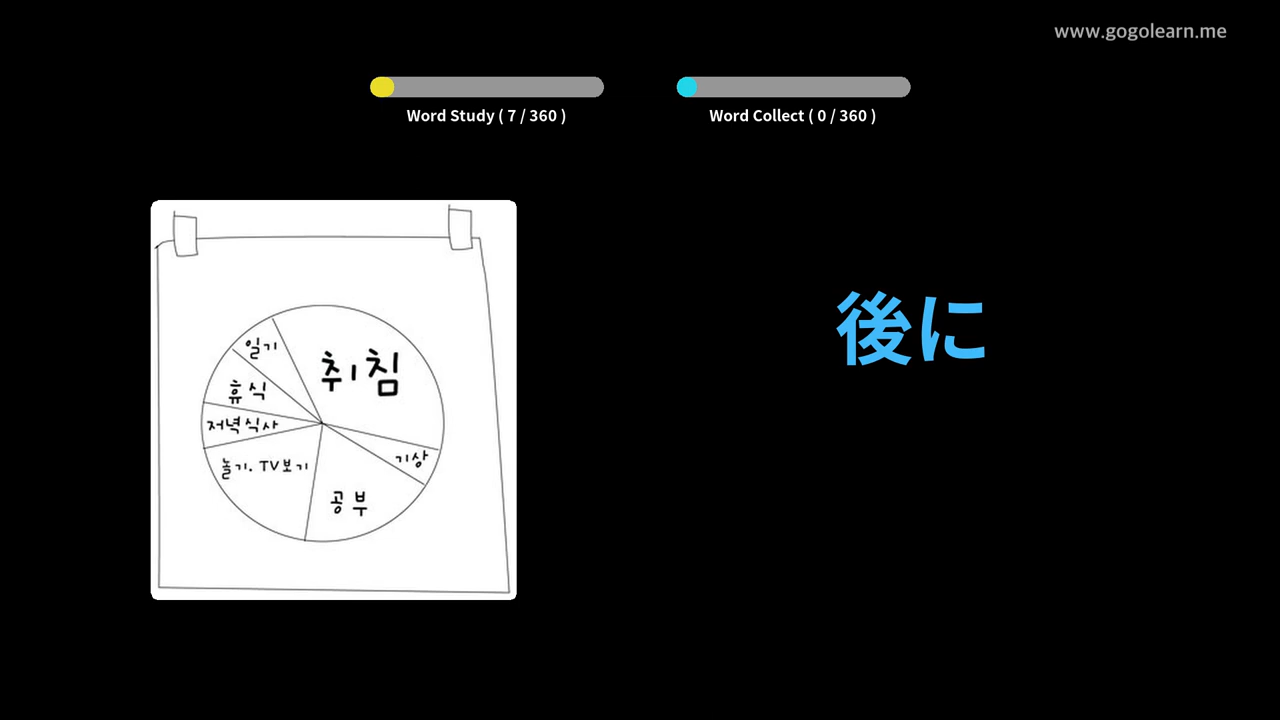 www.gogolearn.me
Word Study ( 7 / 360 )
Word Collect ( 0 / 360 )
일기
취침
휴식
저녁식사
놀기. TV보기
기상
공부
後に